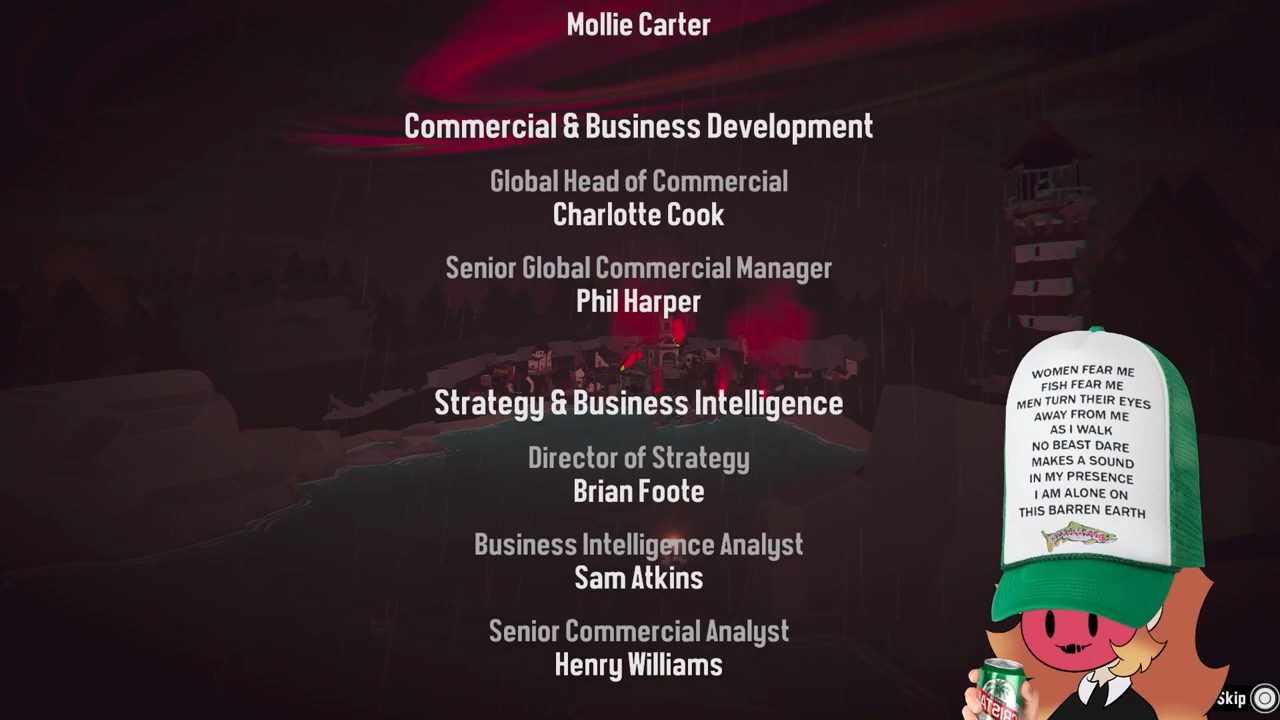 Mollie Carter
Commercial & Business Development
Global Head of Commercial
Charlotte Cook
Senior Global Commercial Manager
Phil Harper
Strategy & Business Intelligence
Director of Strategy
Brian Foote
Business Intelligence Analyst
Sam Atkins
Senior Commercial Analyst
Henry Williams
WOMEN FEAR ME
FISH FEAR ME
MEN TURN THEIR EYES
AWAY FROM ME
AS I WALK
NO BEAST DARE
MAKES A SOUND
IN MY PRESENCE
I AM ALONE ON
THIS BARREN EARTH
Skip